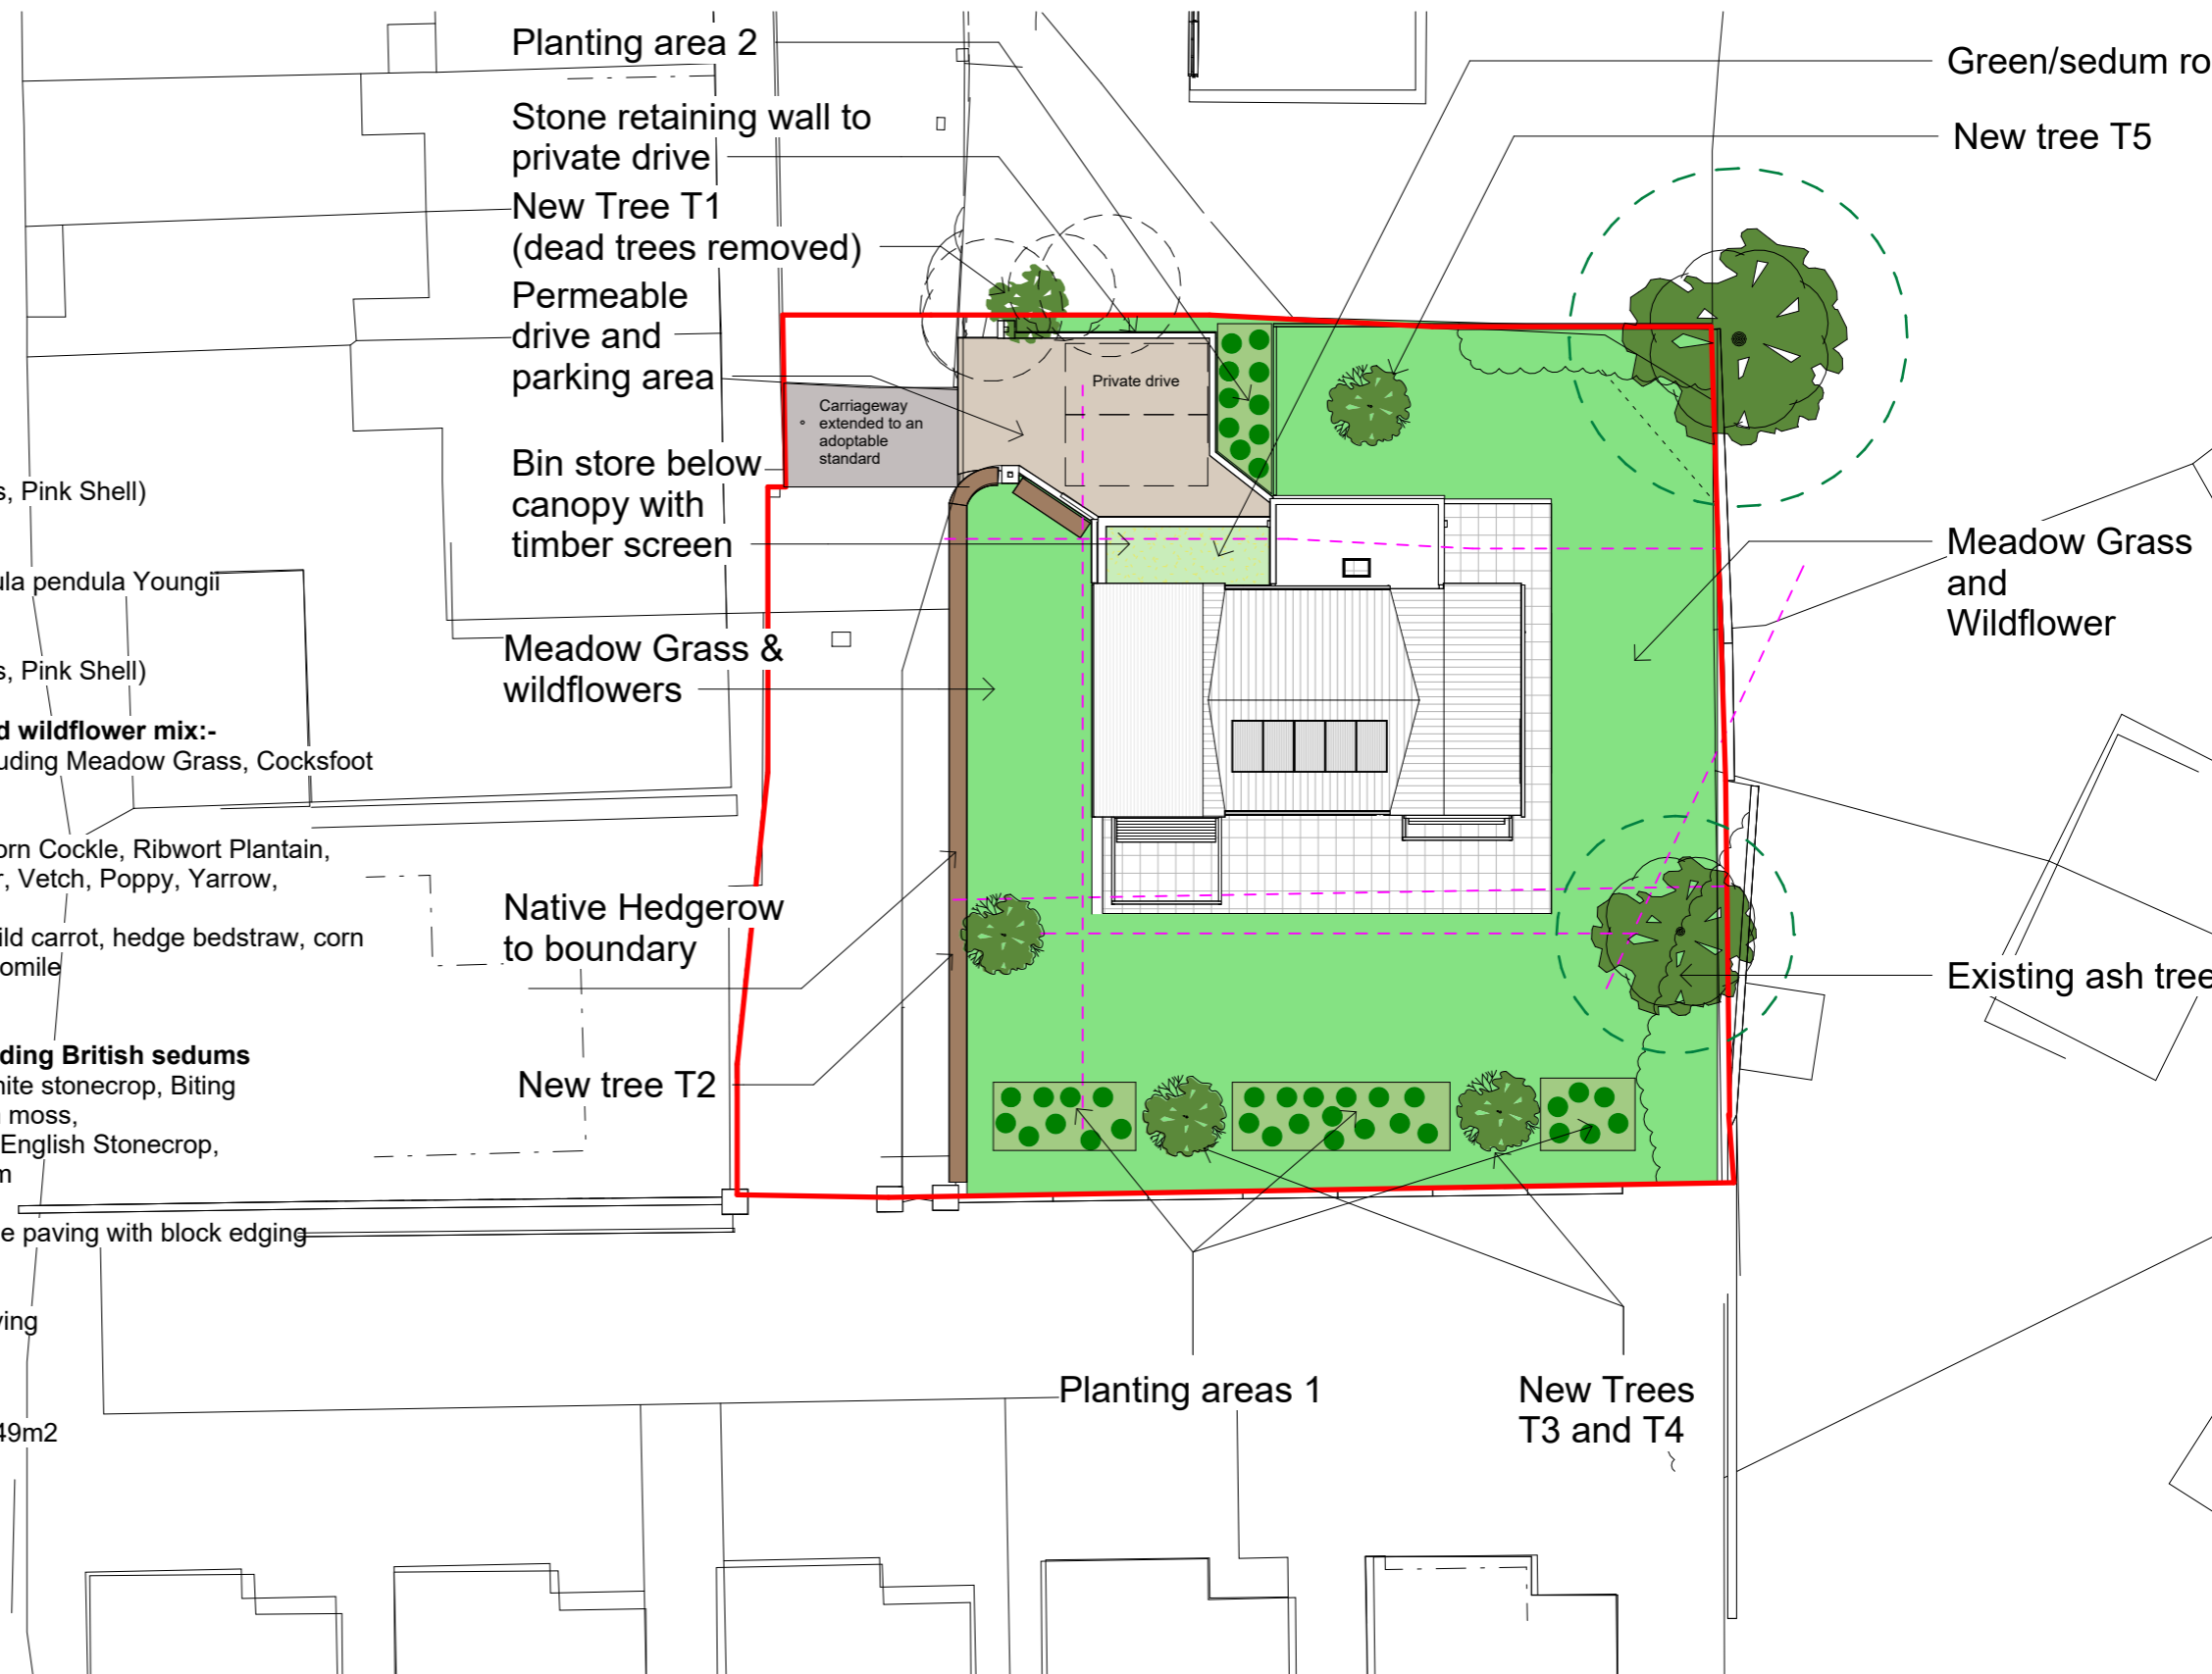 Planting area 2
Stone retaining wall to
private drive
New Tree T1
(dead trees removed)
Permeable
drive and
parking area
Bin store below
canopy with
timber screen
Meadow Grass &
wildflowers
Native Hedgerow
to boundary
New tree T2
Private drive
Carriageway
extended to an
adoptable
standard
Green/sedum ro
New tree T5
Meadow Grass
and
Wildflower
Existing ash tree
Planting areas 1
New Trees
T3 and T4
s, Pink Shell)
ula pendula Youngii
s, Pink Shell)
d wildflower mix:-
uding Meadow Grass, Cocksfoot
orn Cockle, Ribwort Plantain,
r, Vetch, Poppy, Yarrow,
ild carrot, hedge bedstraw, corn
omile
ding British sedums
nite stonecrop, Biting
moss,
English Stonecrop,
m
e paving with block edging
ving
49m2